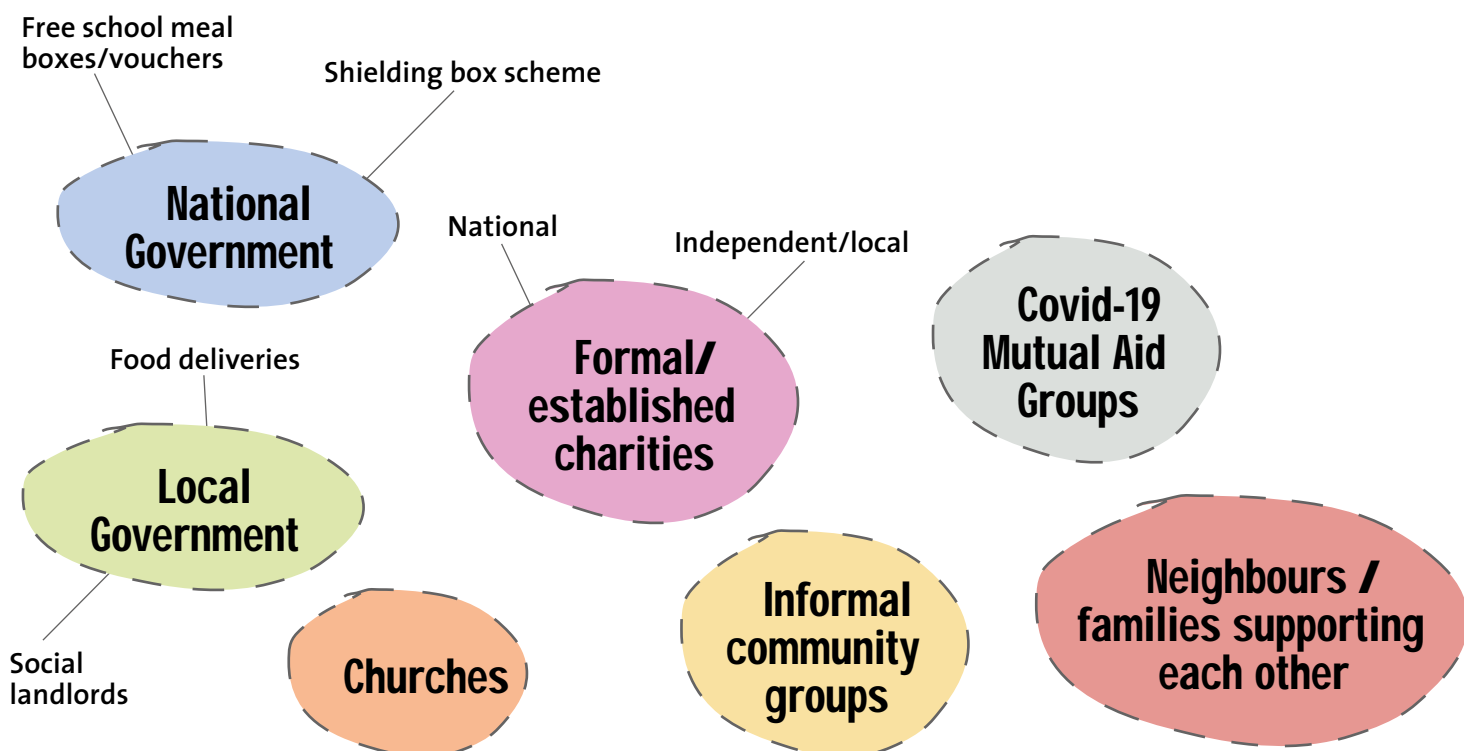 Free school meal
boxes/vouchers
Shielding box scheme
National
Government
National
Independent/local
Formal/
established
charities
Covid-19
Mutual Aid
Groups
Food deliveries
Local
Government
Social
landlords
Churches
Informal
community
groups
Neighbours /
families supporting
each other